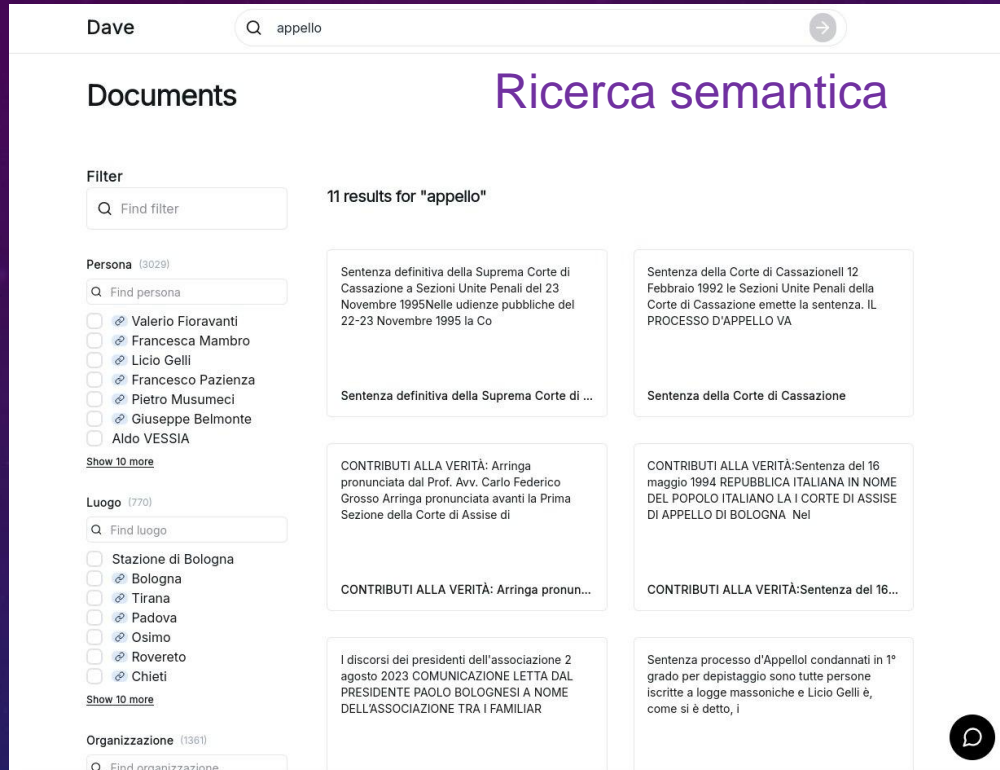 Dave
appello
Documents
Ricerca semantica
Filter
Find filter
11 results for "appello"
Persona (3029)
Find persona
Valerio Fioravanti
Francesca Mambro
Licio Gelli
Francesco Pazienza
Pietro Musumeci
Giuseppe Belmonte
Aldo VESSIA
Show 10 more
Luogo (770)
Find luogo
Stazione di Bologna
Bologna
Tirana
Padova
Osimo
Rovereto
Chieti
Show 10 more
Organizzazione (1361)
Find organizzazione
Sentenza definitiva della Suprema Corte di
Cassazione a Sezioni Unite Penali del 23
Novembre 1995Nelle udienze pubbliche del
22-23 Novembre 1995 la Co
Sentenza definitiva della Suprema Corte di ...
Sentenza della Corte di CassazioneIl 12
Febbraio 1992 le Sezioni Unite Penali della
Corte di Cassazione emette la sentenza. IL
PROCESSO D'APPELLO VA
Sentenza della Corte di Cassazione
CONTRIBUTI ALLA VERITÀ: Arringa
pronunciata dal Prof. Avv. Carlo Federico
Grosso Arringa pronunciata avanti la Prima
Sezione della Corte di Assise di
CONTRIBUTI ALLA VERITÀ: Arringa pronun...
CONTRIBUTI ALLA VERITÀ:Sentenza del 16
maggio 1994 REPUBBLICA ITALIANA IN NOME
DEL POPOLO ITALIANO LA I CORTE DI ASSISE
DI APPELLO DI BOLOGNA Nel
CONTRIBUTI ALLA VERITÀ:Sentenza del 16...
I discorsi dei presidenti dell'associazione 2
agosto 2023 COMUNICAZIONE LETTA DAL
PRESIDENTE PAOLO BOLOGNESI A NOME
DELL'ASSOCIAZIONE TRA I FAMILIAR
Sentenza processo d'AppelloI condannati in 1°
grado per depistaggio sono tutte persone
iscritte a logge massoniche e Licio Gelli è,
come si è detto, i